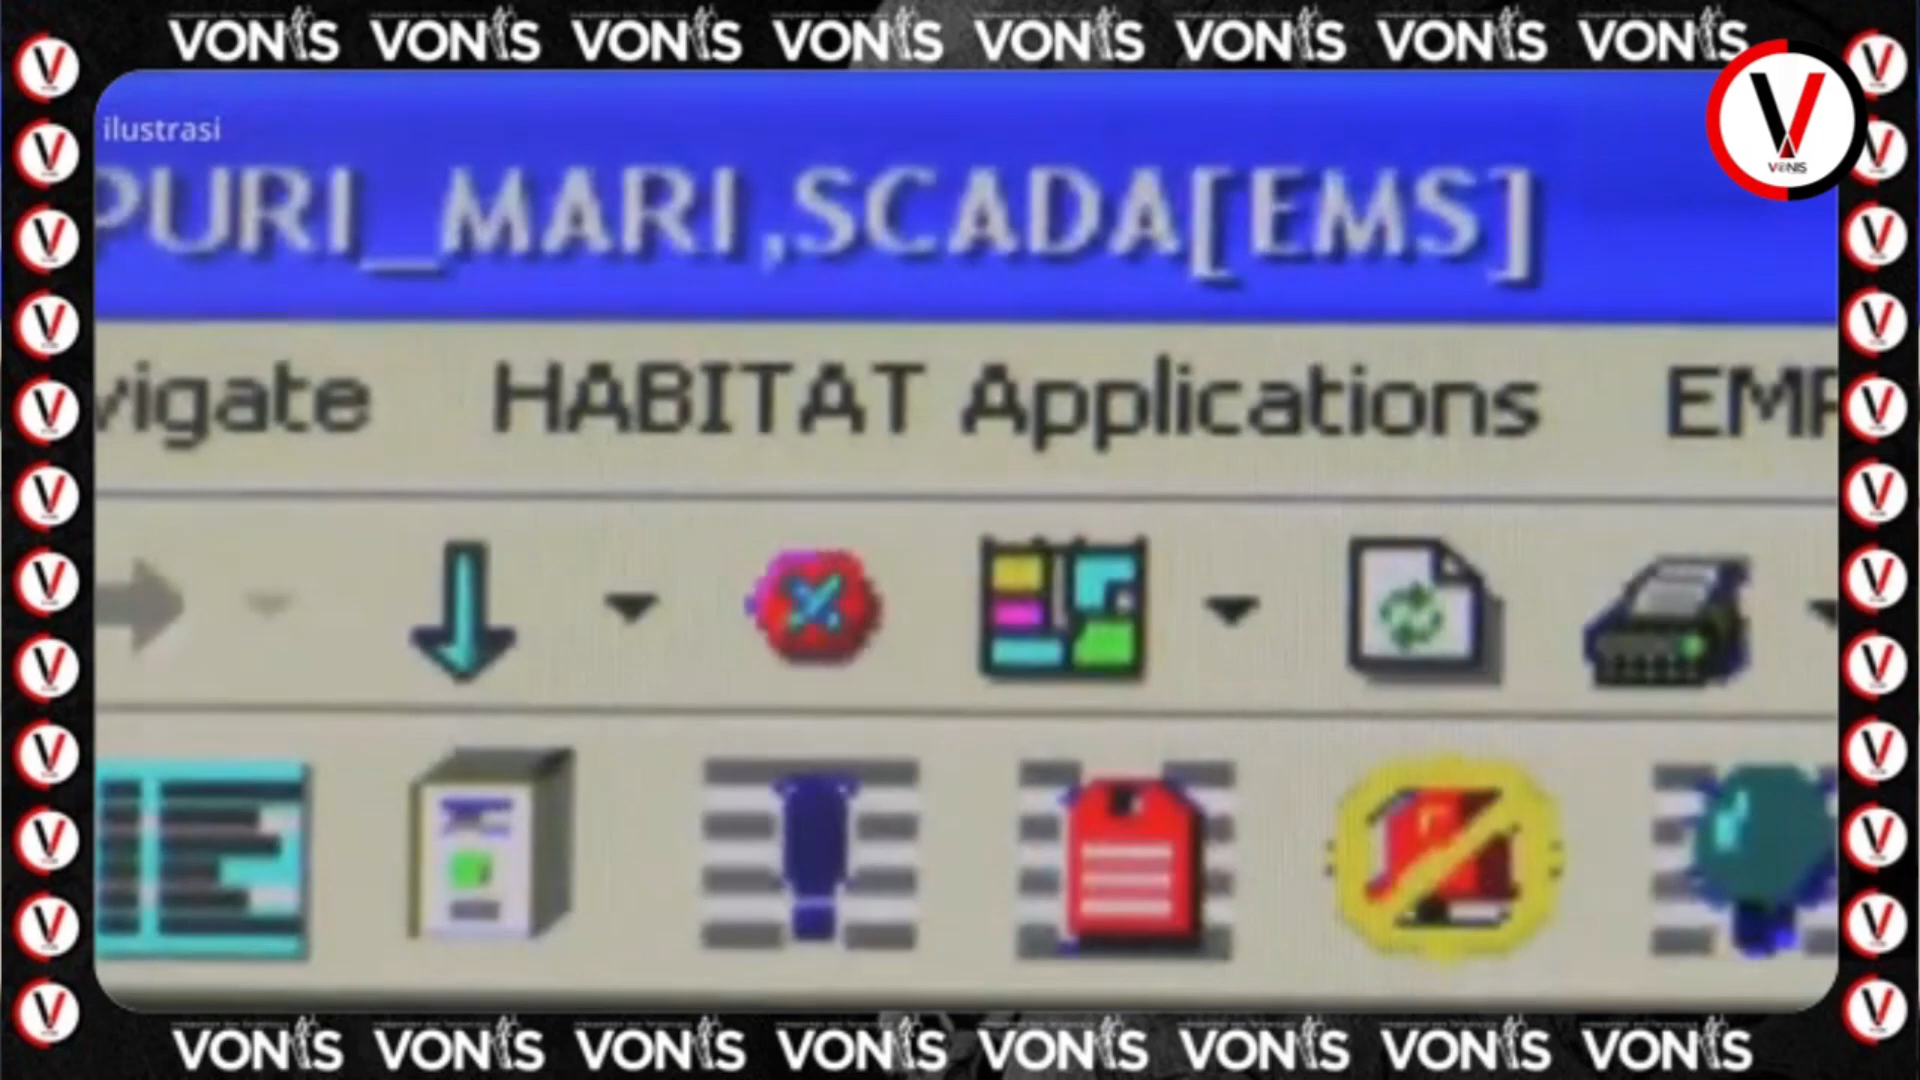 VONIS VONIS VONIS VONIS VONIS VONIS VONIS VONIS
ilustrasi
PURI_MARI,SCADA[EMS]
VONIS
vigate HABITAT Applications EMP
VONIS VONIS VONIS VONIS VONIS VONIS VONIS VONIS